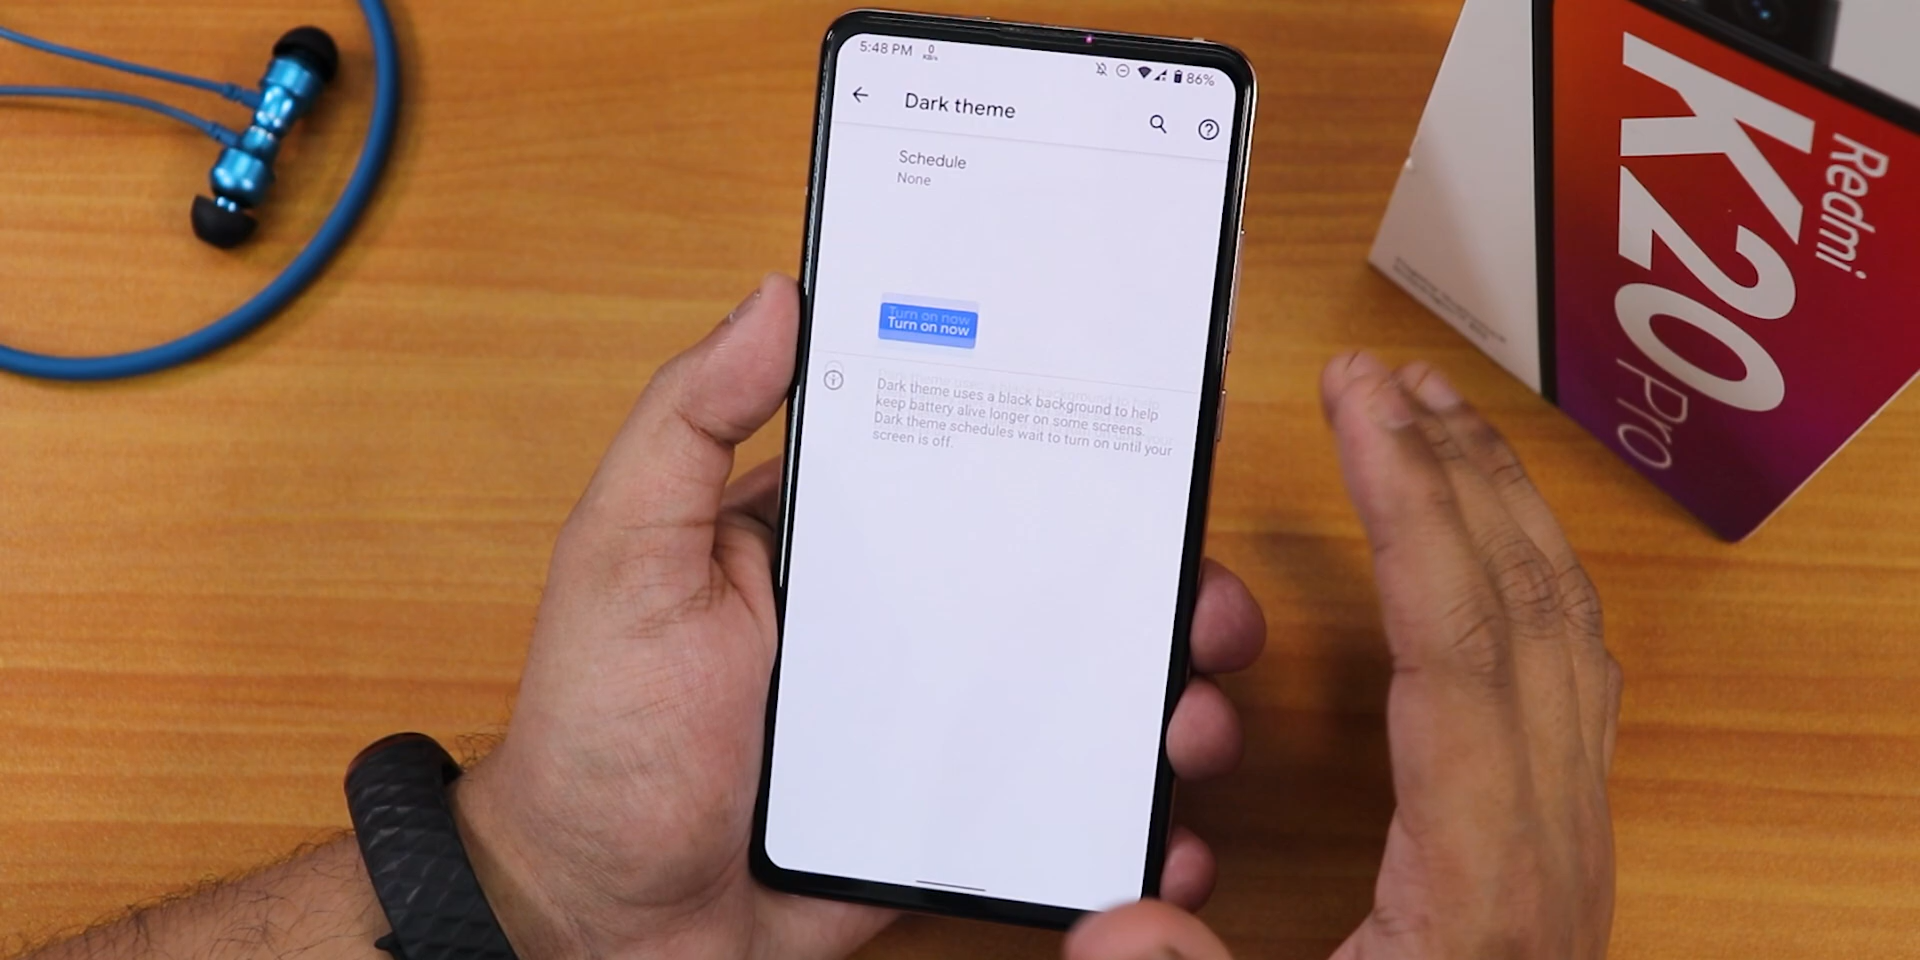 5:48 PM
0
KB/s
86%
Dark theme
Schedule
None
Turn on now
Dark theme uses a black background to help
keep battery alive longer on some screens.
Dark theme schedules wait to turn on until your
screen is off.
Redmi
K20
Pro